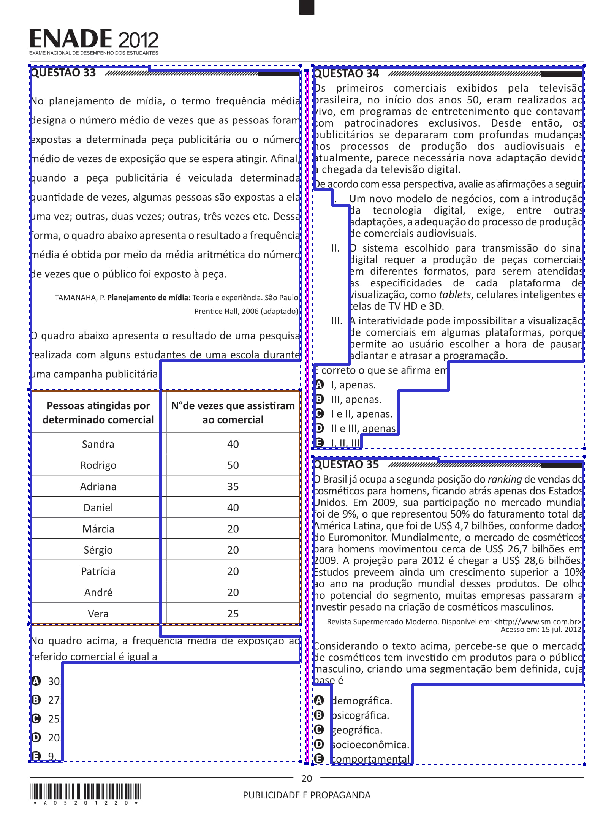 ENADE 2012
EXAME NACIONAL DE DESEMPENHO DOS ESTUDANTES
QUESTÃO 33
No planejamento de mídia, o termo frequência média
designa o número médio de vezes que as pessoas foram
expostas a determinada peça publicitária ou o número
médio de vezes de exposição que se espera atingir. Afinal,
quando a peça publicitária é veiculada determinada
quantidade de vezes, algumas pessoas são expostas a ela
uma vez; outras, duas vezes; outras, três vezes etc. Dessa
forma, o quadro abaixo apresenta o resultado a frequência
média é obtida por meio da média aritmética do número
de vezes que o público foi exposto à peça.
TAMANAHA, P. Planejamento de mídia: Teoria e experiência. São Paulo:
Prentice Hall, 2006 (adaptado)
O quadro abaixo apresenta o resultado de uma pesquisa
realizada com alguns estudantes de uma escola durante
uma campanha publicitária
Pessoas atingidas por determinado comercial
N° de vezes que assistiram ao comercial
Sandra 40
Rodrigo 50
Adriana 35
Daniel 40
Márcia 20
Sérgio 20
Patrícia 20
André 20
Vera 25
No quadro acima, a frequência média de exposição ao
referido comercial é igual a
A 30
B 27
C 25
D 20
E 9
QUESTÃO 34
Os primeiros comerciais exibidos pela televisão
brasileira, no início dos anos 50, eram realizados ao
vivo, em programas de entretenimento que contavam
com patrocinadores exclusivos. Desde então, os
publicitários se depararam com profundas mudanças
nos processos de produção dos audiovisuais e,
atualmente, parece necessária nova adaptação devido
a chegada da televisão digital.
De acordo com essa perspectiva, avalie as afirmações a seguir.
I. Um novo modelo de negócios, com a introdução
da tecnologia digital, exige, entre outras
adaptações, a adequação do processo de produção
de comerciais audiovisuais.
II. O sistema escolhido para transmissão do sinal
digital requer a produção de peças comerciais
em diferentes formatos, para serem atendidas
as especificidades de cada plataforma de
visualização, como tablets, celulares inteligentes e
telas de TV HD e 3D.
III. A interatividade pode impossibilitar a visualização
de comerciais em algumas plataformas, porque
permite ao usuário escolher a hora de pausar,
adiantar e atrasar a programação.
É correto o que se afirma em
A I, apenas.
B III, apenas.
C I e II, apenas.
D II e III, apenas.
E I, II, III
QUESTÃO 35
O Brasil já ocupa a segunda posição do ranking de vendas de
cosméticos para homens, ficando atrás apenas dos Estados
Unidos. Em 2009, sua participação no mercado mundial
foi de 9%, o que representou 50% do faturamento total da
América Latina, que foi de US$ 4,7 bilhões, conforme dados
do Euromonitor. Mundialmente, o mercado de cosméticos
para homens movimentou cerca de US$ 26,7 bilhões em
2009. A projeção para 2012 é chegar a US$ 28,6 bilhões.
Estudos preveem ainda um crescimento superior a 10%
ao ano na produção mundial desses produtos. De olho
no potencial do segmento, muitas empresas passaram a
investir pesado na criação de cosméticos masculinos.
Revista Supermercado Moderno. Disponível em: <http://www.sm.com.br>
Acesso em: 15 jul. 2012
Considerando o texto acima, percebe-se que o mercado
de cosméticos tem investido em produtos para o público
masculino, criando uma segmentação bem definida, cuja
base é
A demográfica.
B psicográfica.
C geográfica.
D socioeconômica.
E comportamental
20
*A0320122 0*
PUBLICIDADE E PROPAGANDA